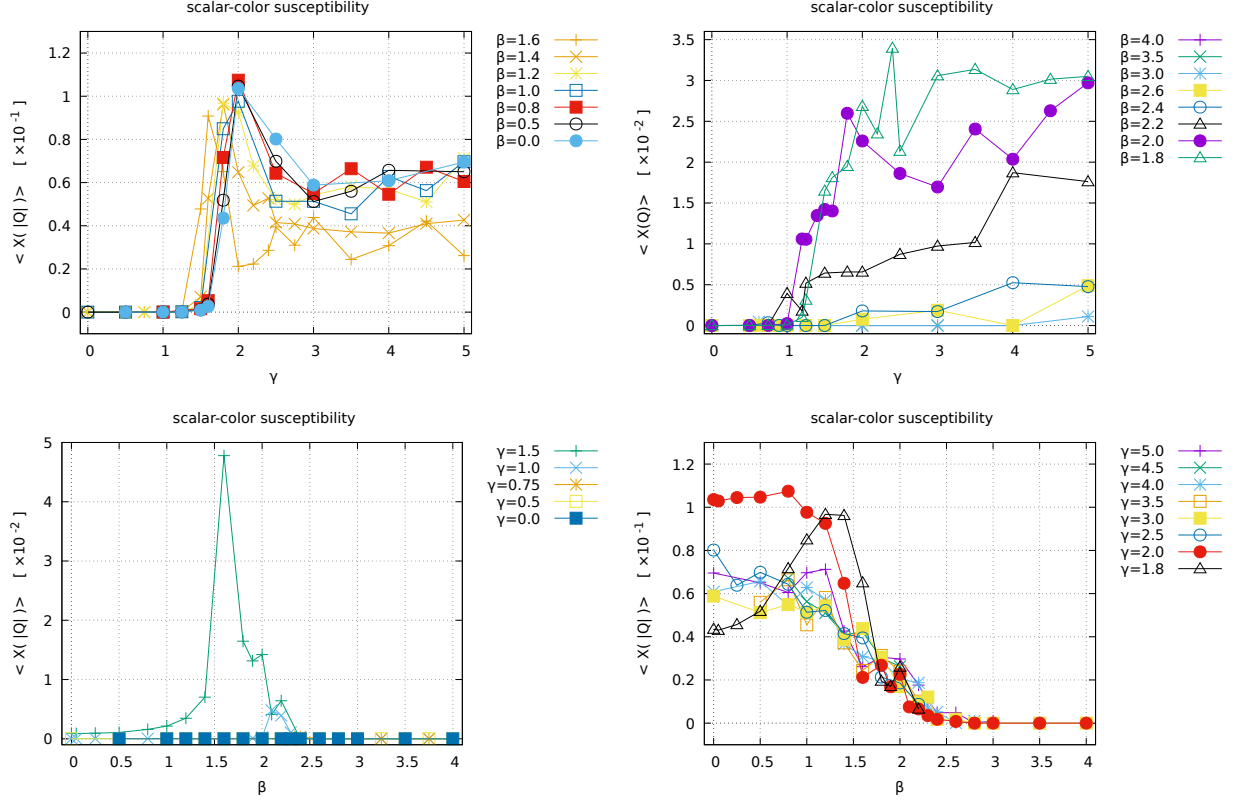 scalar-color susceptibility
< X( |Q| ) > [ ×10⁻¹ ]
1.2
1
0.8
0.6
0.4
0.2
0
0 1 2 3 4 5
γ
β=1.6
β=1.4
β=1.2
β=1.0
β=0.8
β=0.5
β=0.0
scalar-color susceptibility
< X(Q)> [ ×10⁻² ]
3.5
3
2.5
2
1.5
1
0.5
0
0 1 2 3 4 5
γ
β=4.0
β=3.5
β=3.0
β=2.6
β=2.4
β=2.2
β=2.0
β=1.8
scalar-color susceptibility
< X( |Q| ) > [ ×10⁻² ]
5
4
3
2
1
0
0 0.5 1 1.5 2 2.5 3 3.5 4
β
γ=1.5
γ=1.0
γ=0.75
γ=0.5
γ=0.0
scalar-color susceptibility
< X( |Q| ) > [ ×10⁻¹ ]
1.2
1
0.8
0.6
0.4
0.2
0
0 0.5 1 1.5 2 2.5 3 3.5 4
β
γ=5.0
γ=4.5
γ=4.0
γ=3.5
γ=3.0
γ=2.5
γ=2.0
γ=1.8